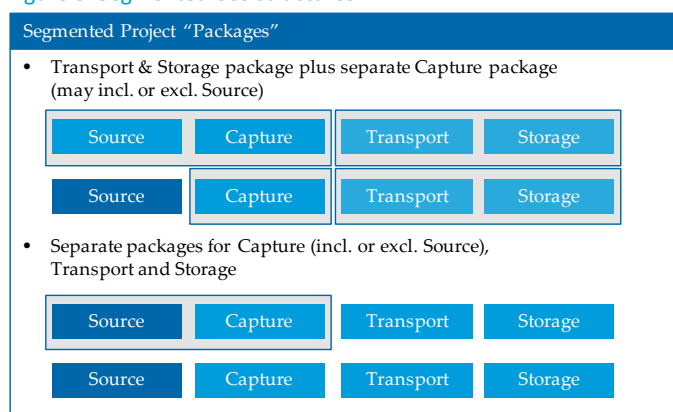 Segmented Project “Packages”
• Transport & Storage package plus separate Capture package
(may incl. or excl. Source)
Source Capture Transport Storage
Source Capture Transport Storage
• Separate packages for Capture (incl. or excl. Source),
Transport and Storage
Source Capture Transport Storage
Source Capture Transport Storage